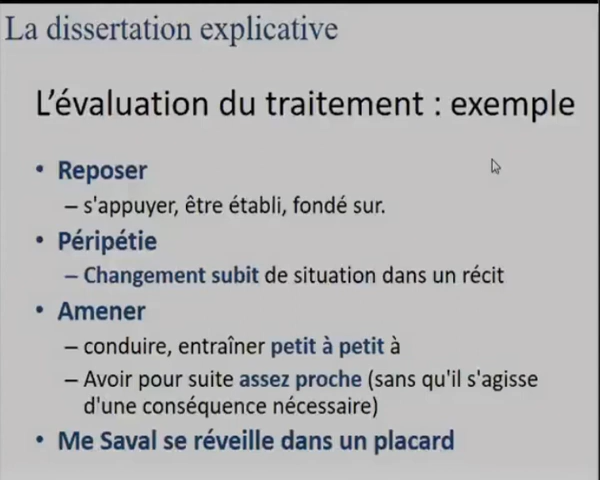 La dissertation explicative
L'évaluation du traitement : exemple
• Reposer
– s'appuyer, être établi, fondé sur.
• Péripétie
– Changement subit de situation dans un récit
• Amener
– conduire, entraîner petit à petit à
– Avoir pour suite assez proche (sans qu'il s'agisse
d'une conséquence nécessaire)
• Me Saval se réveille dans un placard